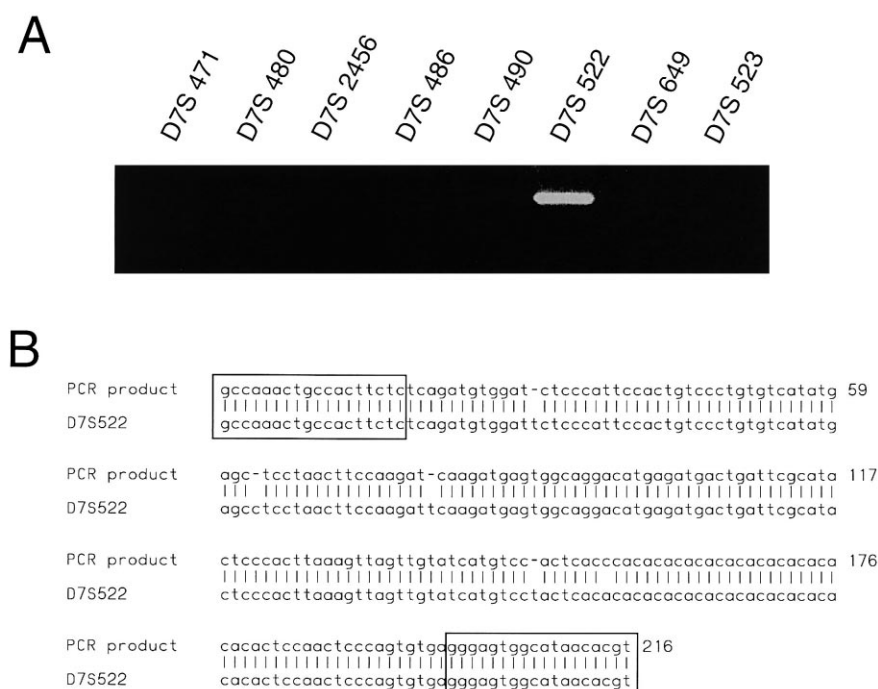 A
D7S 471
D7S 480
D7S 2456
D7S 486
D7S 490
D7S 522
D7S 649
D7S 523
B
PCR product gccaaactgccacttctctcagatgtggat-ctcccattccactgtccctgtgtcatatg 59
D7S522 gccaaactgccacttctctcagatgtggattctcccattccactgtccctgtgtcatatg
PCR product agc-tcctaacttccaagat-caagatgagtggcaggacatgagatgactgattcgcata 117
D7S522 agcctcctaacttccaagattcaagatgagtggcaggacatgagatgactgattcgcata
PCR product ctcccacttaaagttagttgtatcatgtcc-actcacccacacacacacacacacacaca 176
D7S522 ctcccacttaaagttagttgtatcatgtcctactcacacacacacacacacacacacaca
PCR product cacactccaactcccagtgtgagggagtggcataacacgt 216
D7S522 cacactccaactcccagtgtgagggagtggcataacacgt